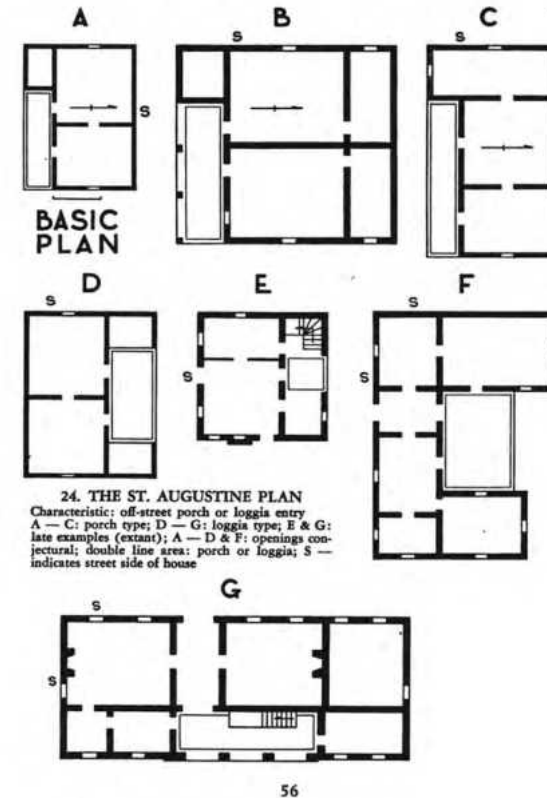 A
B
C
S
S
S
BASIC
PLAN
D
E
F
S
S
S
S
24. THE ST. AUGUSTINE PLAN
Characteristic: off-street porch or loggia entry
A — C: porch type; D — G: loggia type; E & G:
late examples (extant); A — D & F: openings con-
jectural; double line area: porch or loggia; S —
indicates street side of house
G
S
S
56